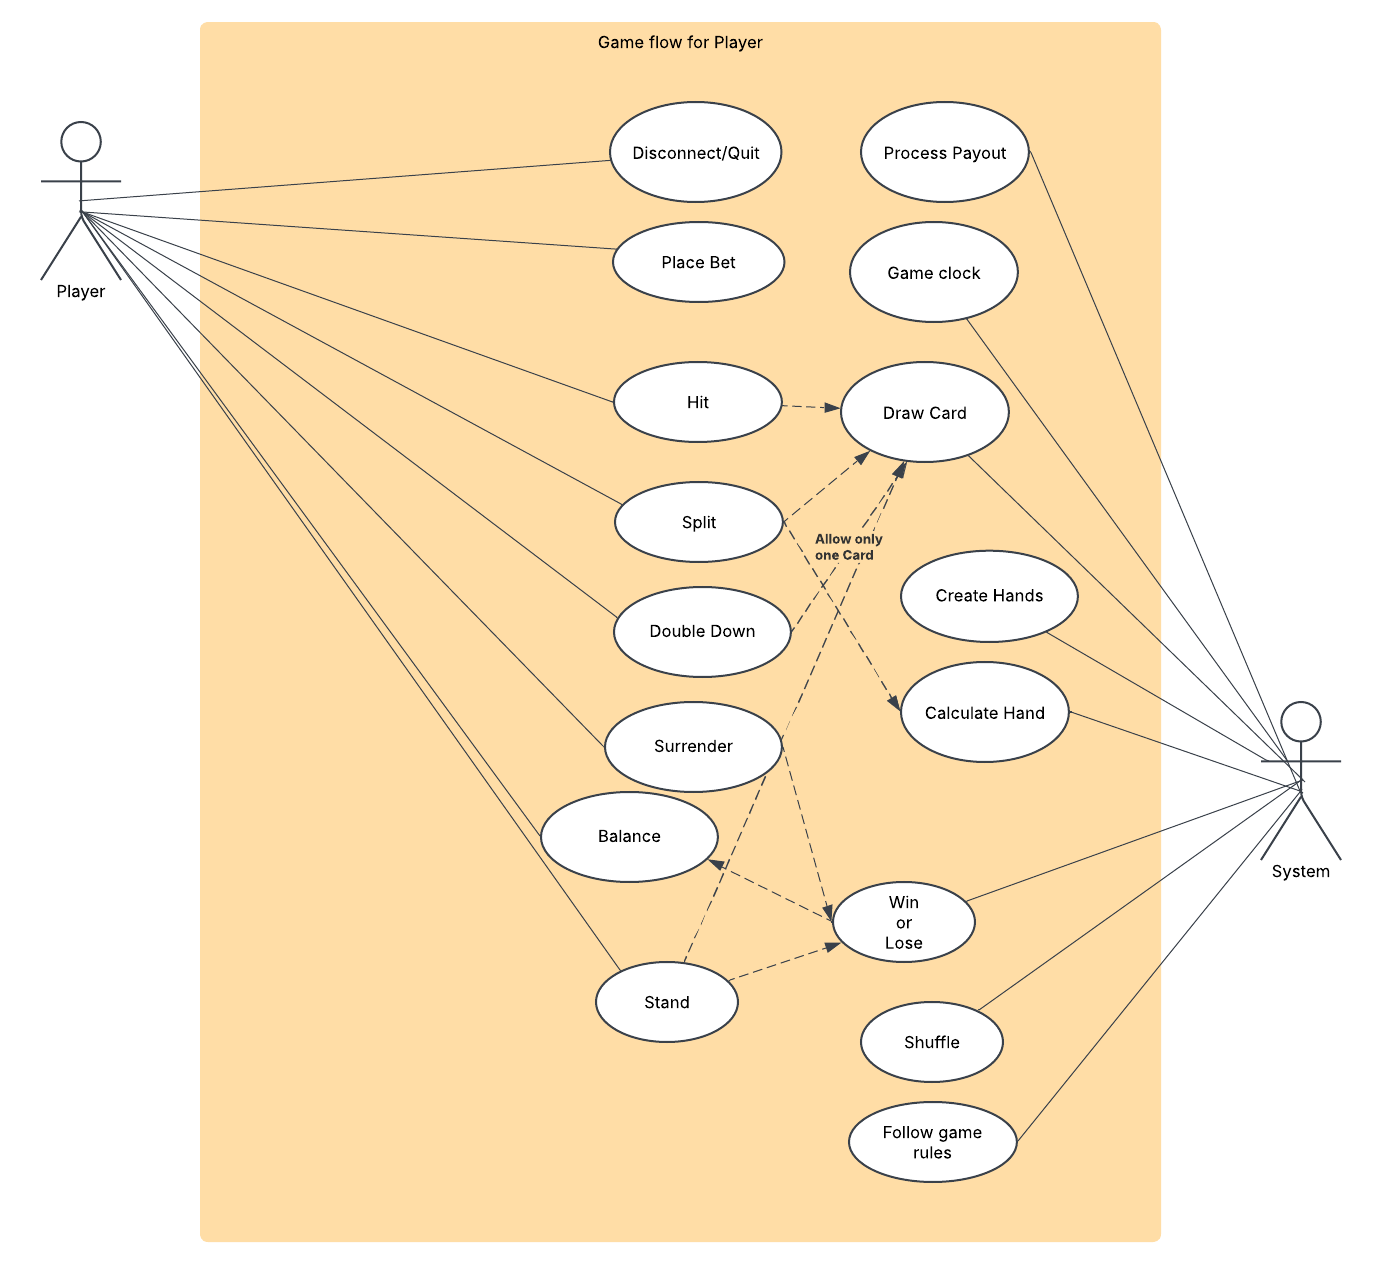 Game flow for Player
Disconnect/Quit
Process Payout
Place Bet
Game clock
Player
Hit
Draw Card
Split
Allow only
one Card
Create Hands
Double Down
Calculate Hand
Surrender
Balance
System
Win
or
Lose
Stand
Shuffle
Follow game
rules